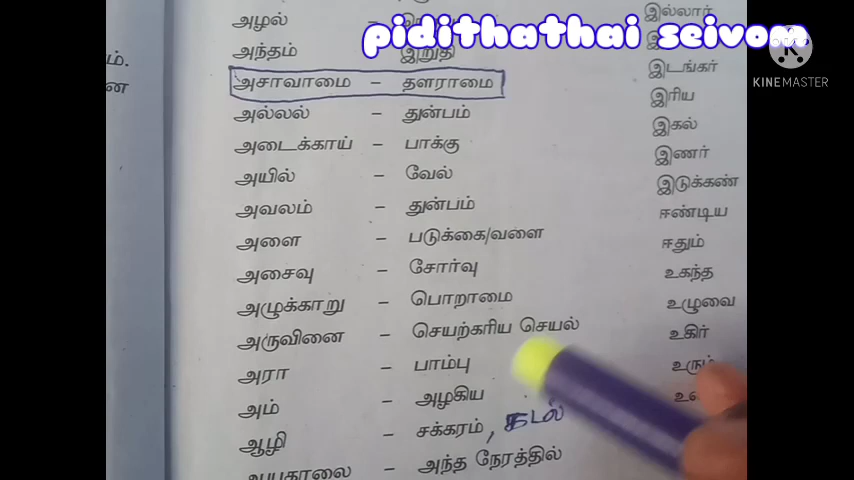 pidithathai seivom
KINEMASTER
அழல் -
அந்தம் இறுதி
அசாவாமை - தளராமை
அல்லல் - துன்பம்
அடைக்காய் - பாக்கு
அயில் - வேல்
அவலம் - துன்பம்
அளை - படுக்கை/வளை
அசைவு - சோர்வு
அழுக்காறு - பொறாமை
அருவினை - செயற்கரிய செயல்
அரா - பாம்பு
அம் - அழகிய
ஆழி - சக்கரம், கடல்
- அந்த நேரத்தில்
இல்லார்
இடங்கர்
இரிய
இகல்
இணர்
இடுக்கண்
ஈண்டிய
ஈதும்
உகந்த
உழுவை
உகிர்